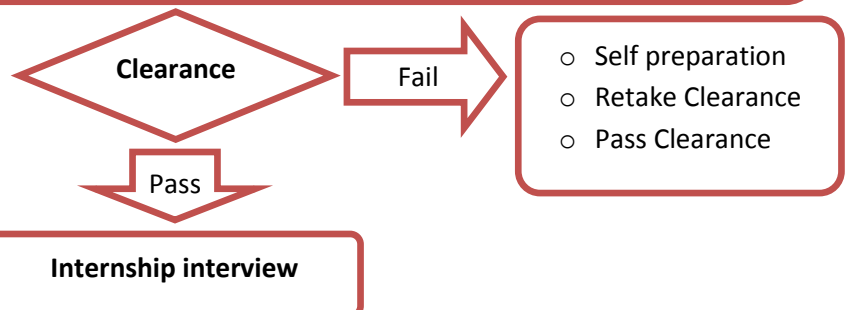 Clearance
Fail
○ Self preparation
○ Retake Clearance
○ Pass Clearance
Pass
Internship interview